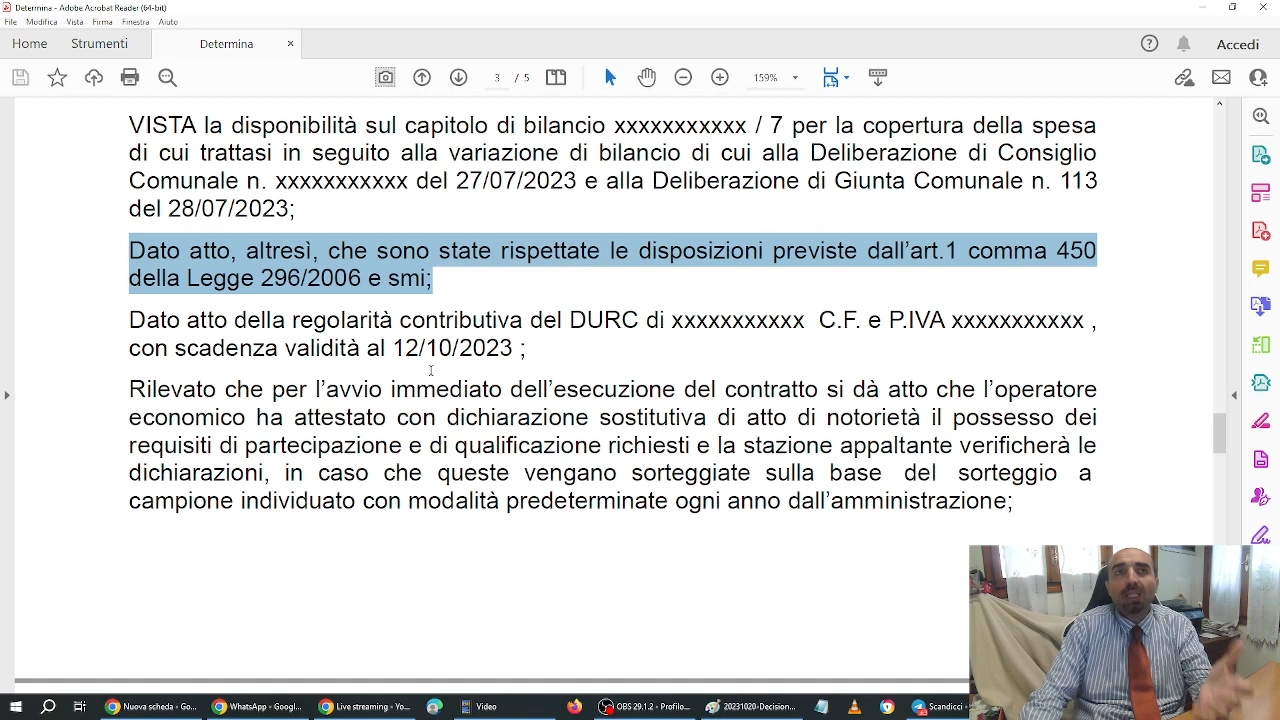 Determina - Adobe Acrobat Reader (64-bit)
File Modifica Vista Firma Finestra Aiuto
Home Strumenti Determina × Accedi
3 / 5 159%
VISTA la disponibilità sul capitolo di bilancio xxxxxxxxxxx / 7 per la copertura della spesa
di cui trattasi in seguito alla variazione di bilancio di cui alla Deliberazione di Consiglio
Comunale n. xxxxxxxxxxx del 27/07/2023 e alla Deliberazione di Giunta Comunale n. 113
del 28/07/2023;
Dato atto, altresì, che sono state rispettate le disposizioni previste dall’art.1 comma 450
della Legge 296/2006 e smi;
Dato atto della regolarità contributiva del DURC di xxxxxxxxxxx C.F. e P.IVA xxxxxxxxxxx ,
con scadenza validità al 12/10/2023 ;
Rilevato che per l’avvio immediato dell’esecuzione del contratto si dà atto che l’operatore
economico ha attestato con dichiarazione sostitutiva di atto di notorietà il possesso dei
requisiti di partecipazione e di qualificazione richiesti e la stazione appaltante verificherà le
dichiarazioni, in caso che queste vengano sorteggiate sulla base del sorteggio a
campione individuato con modalità predeterminate ogni anno dall’amministrazione;
Nuova scheda - Go... WhatsApp - Googl... Live streaming - Yo... Video OBS 29.1.2 - Profilo... 20231020-Decision... Candicci